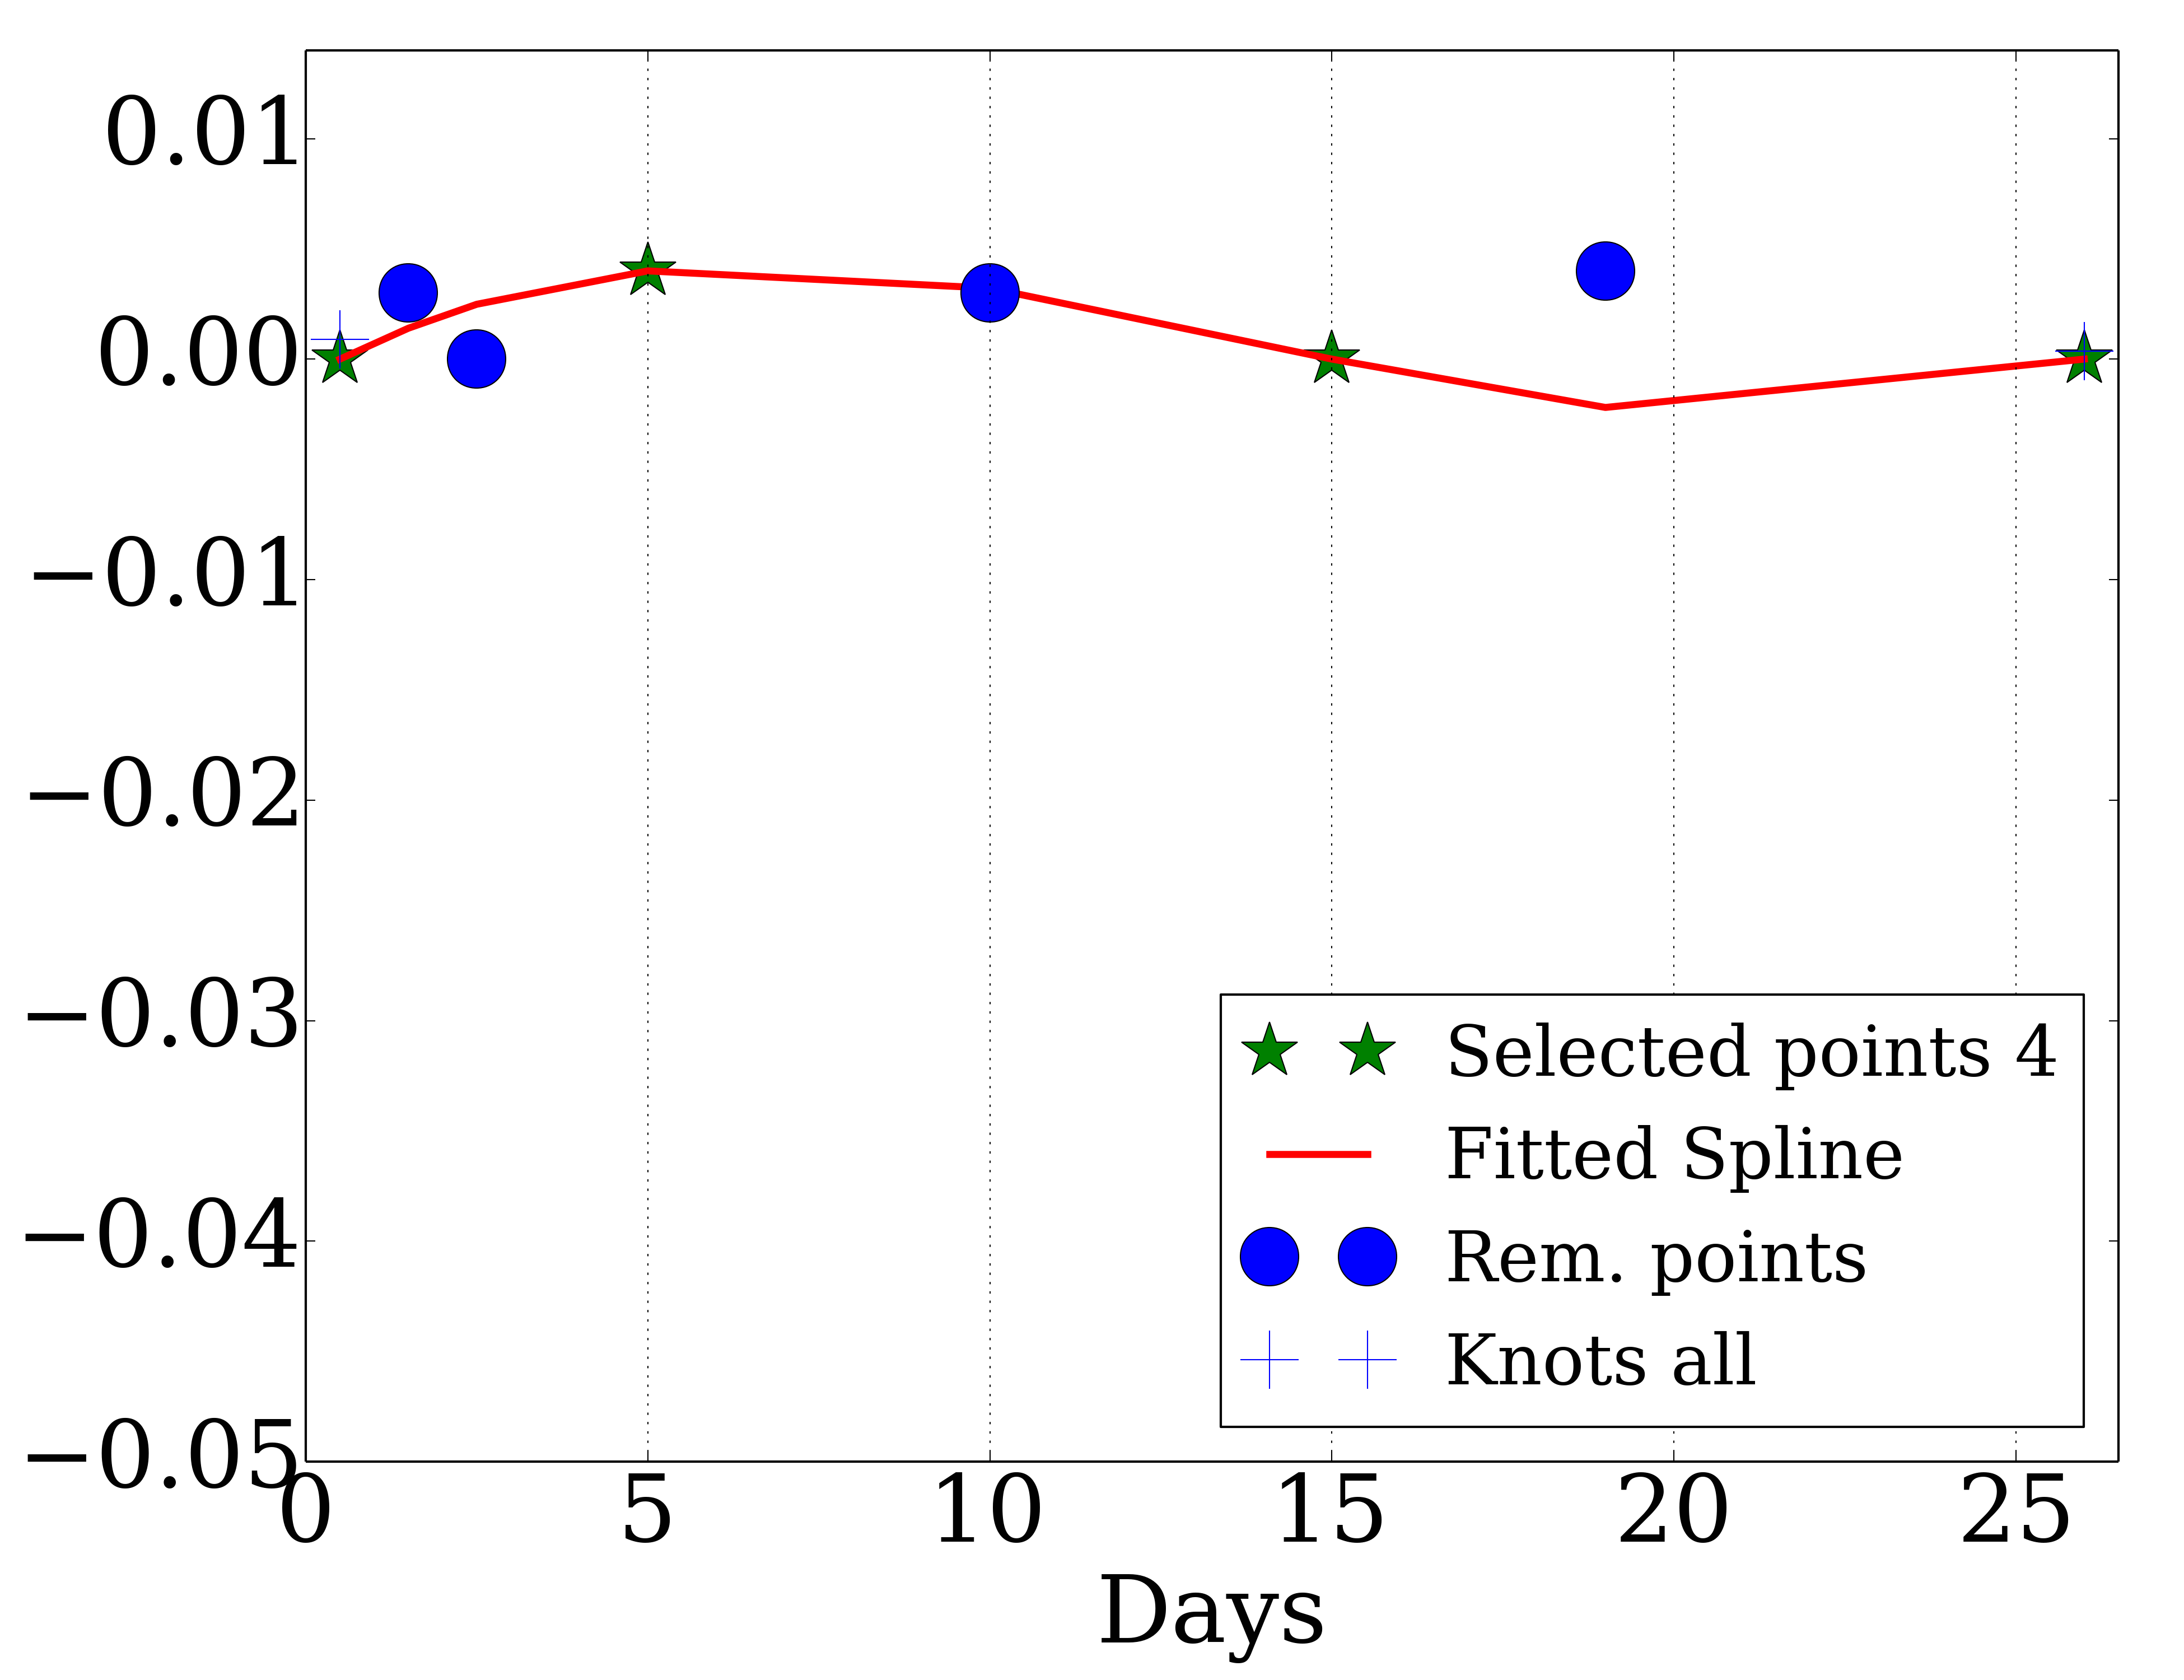 0.01
0.00
−0.01
−0.02
−0.03
−0.04
−0.05
Selected points 4
Fitted Spline
Rem. points
Knots all
0 5 10 15 20 25
Days